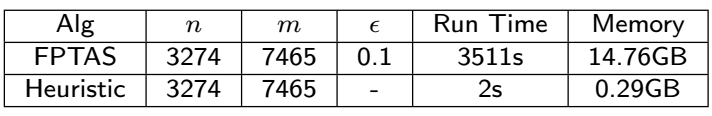 Alg n m ϵ Run Time Memory
FPTAS 3274 7465 0.1 3511s 14.76GB
Heuristic 3274 7465 - 2s 0.29GB